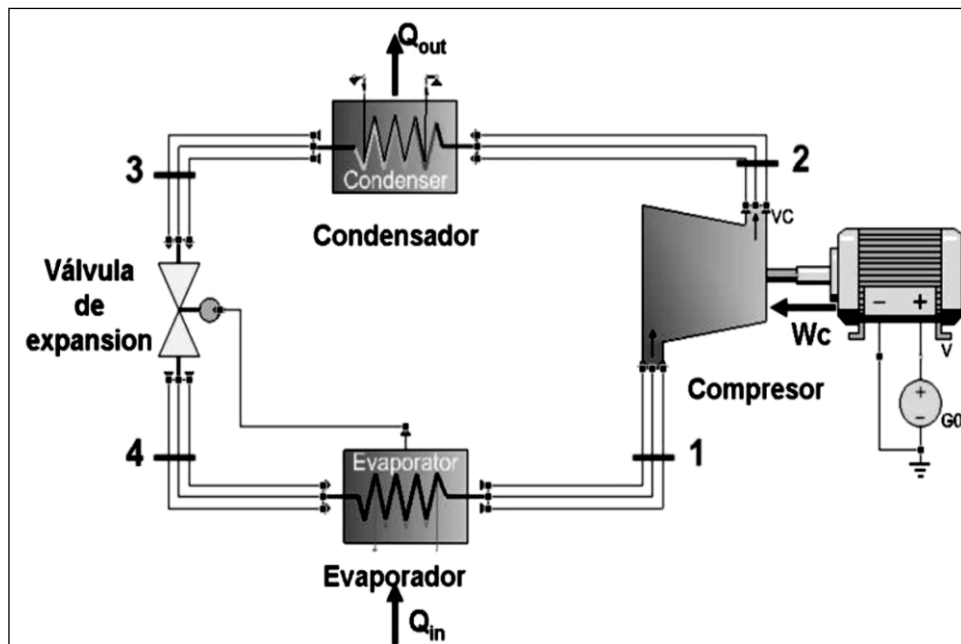 Qout
Condenser
Condensador
3
2
VC
Válvula
de
expansion
− +
Wc
V
Compresor
+
−
G0
4
1
Evaporator
Evaporador
Qin